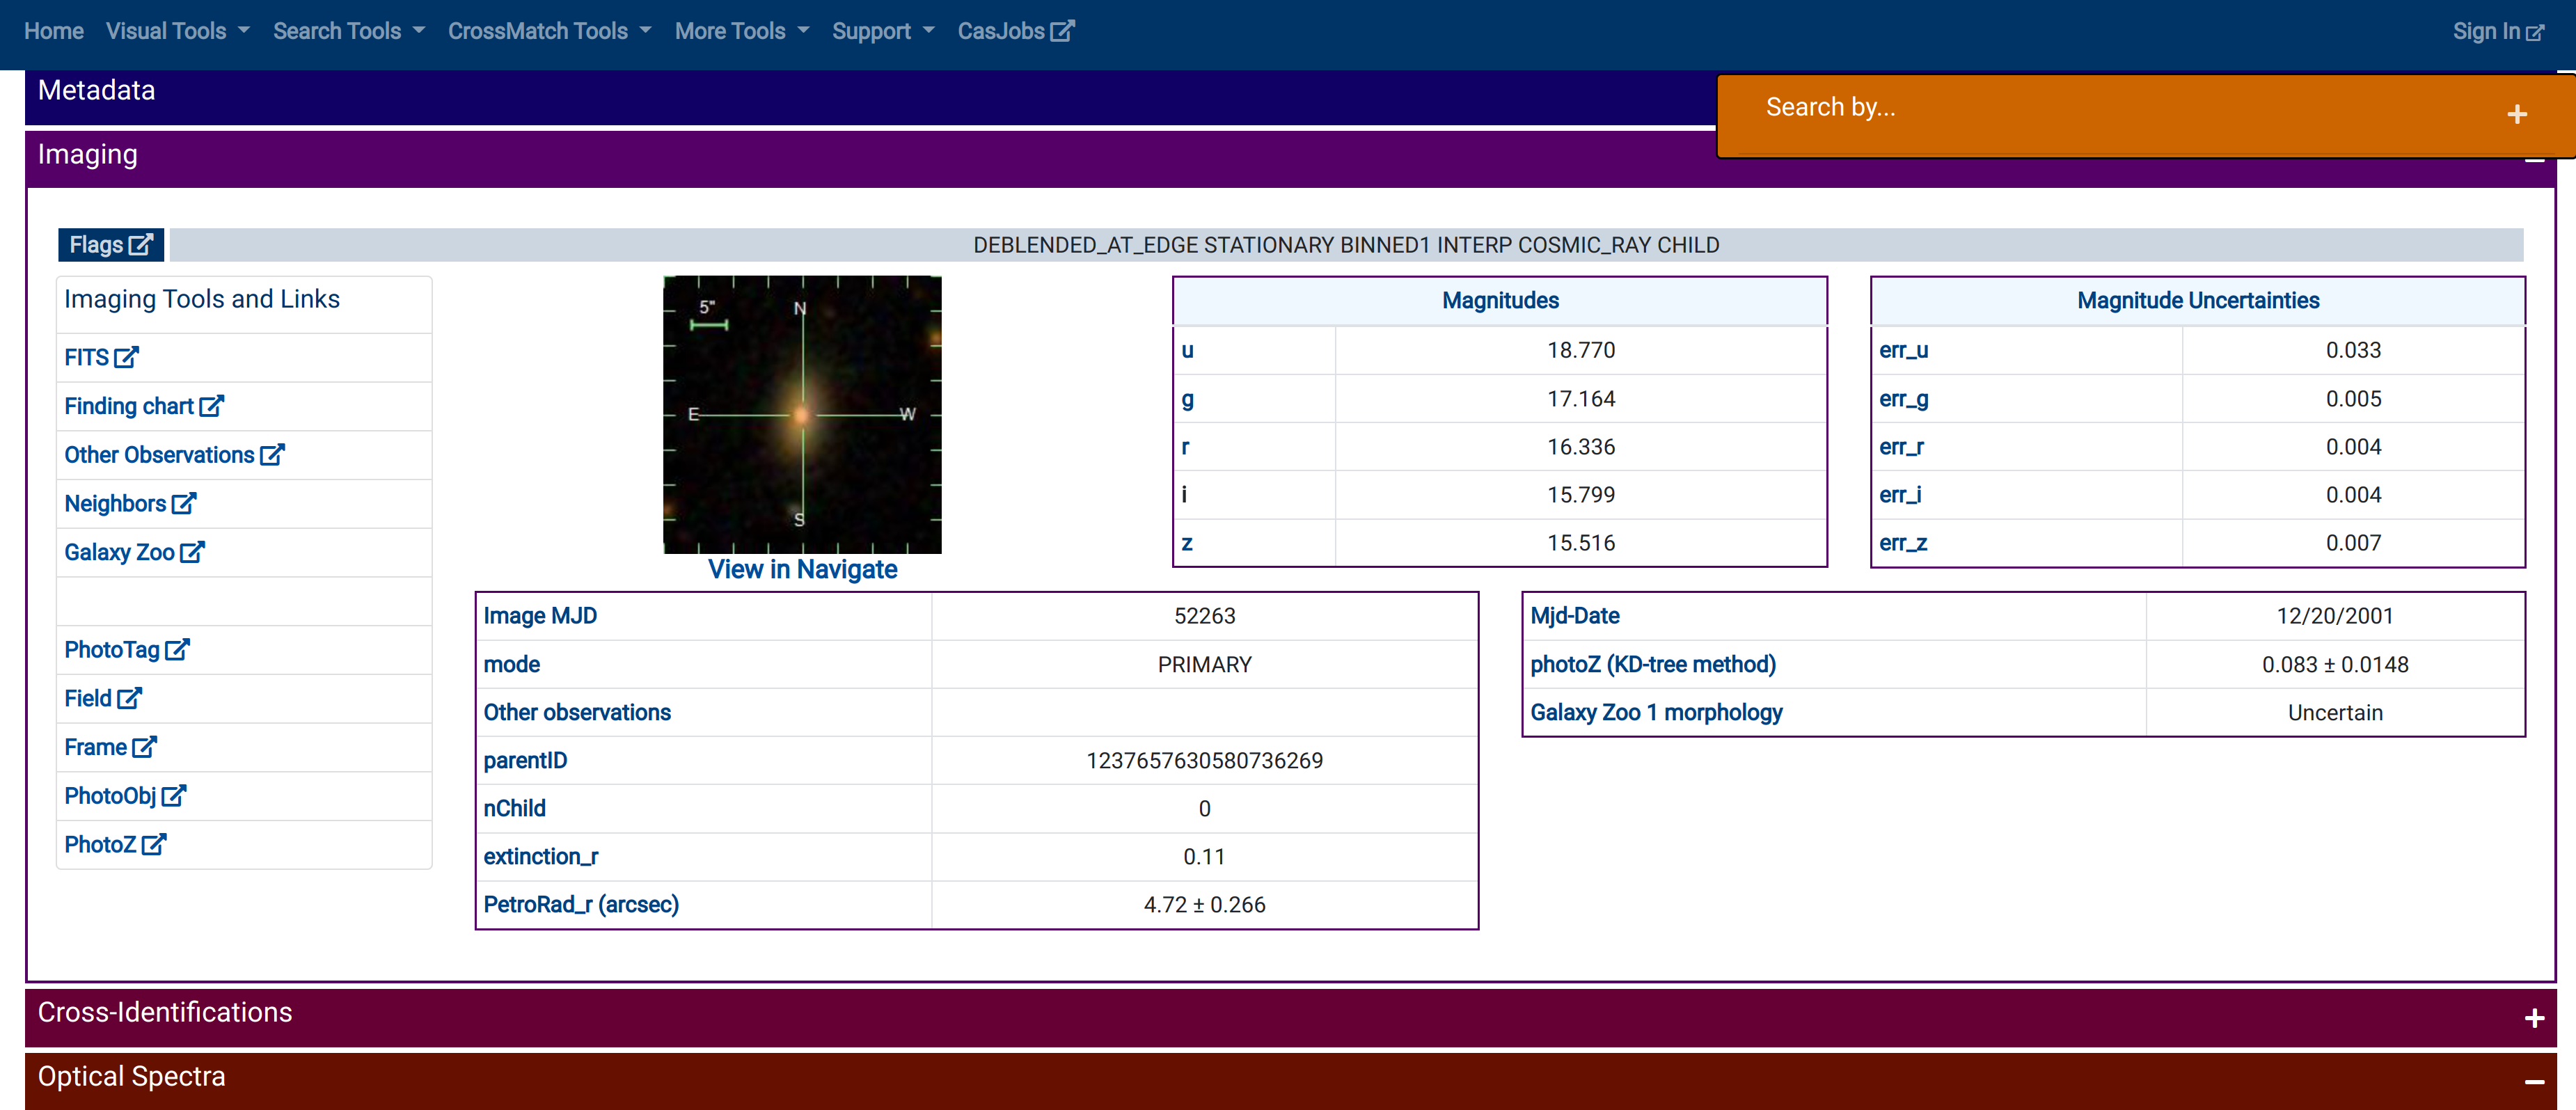 Home Visual Tools Search Tools CrossMatch Tools More Tools Support CasJobs Sign In
Metadata
Search by...
Imaging
Flags DEBLENDED_AT_EDGE STATIONARY BINNED1 INTERP COSMIC_RAY CHILD
Imaging Tools and Links
FITS
Finding chart
Other Observations
Neighbors
Galaxy Zoo
PhotoTag
Field
Frame
PhotoObj
PhotoZ
5"
N
E W
S
View in Navigate
Magnitudes
u 18.770
g 17.164
r 16.336
i 15.799
z 15.516
Magnitude Uncertainties
err_u 0.033
err_g 0.005
err_r 0.004
err_i 0.004
err_z 0.007
Image MJD 52263
mode PRIMARY
Other observations
parentID 1237657630580736269
nChild 0
extinction_r 0.11
PetroRad_r (arcsec) 4.72 ± 0.266
Mjd-Date 12/20/2001
photoZ (KD-tree method) 0.083 ± 0.0148
Galaxy Zoo 1 morphology Uncertain
Cross-Identifications
Optical Spectra